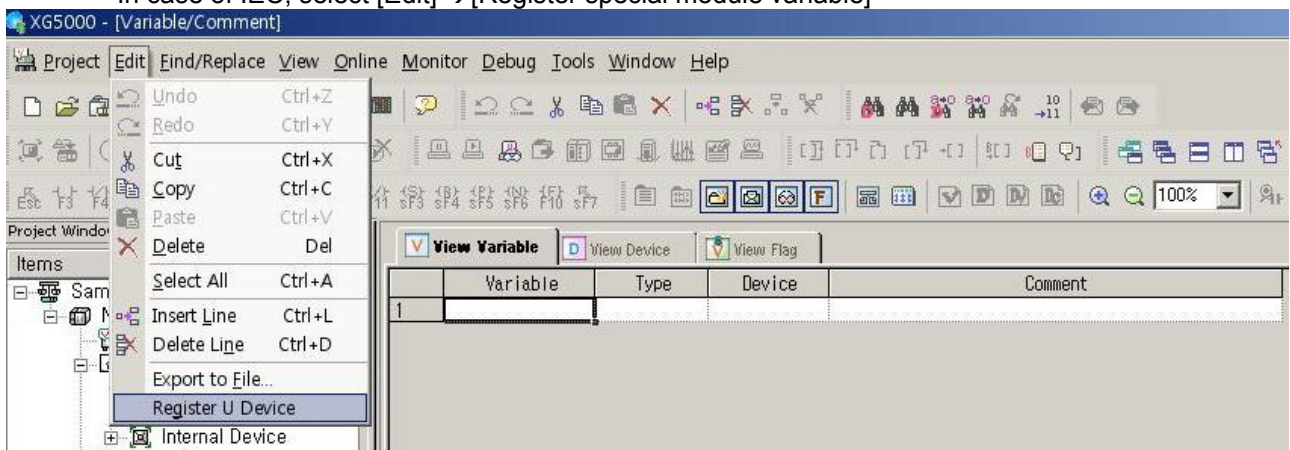 In case of IEC, select [Edit] → [Register special module variable]
XG5000 - [Variable/Comment]
Project Edit Find/Replace View Online Monitor Debug Tools Window Help
Undo Ctrl+Z
Redo Ctrl+Y
Cut Ctrl+X
Copy Ctrl+C
Paste Ctrl+V
Delete Del
Select All Ctrl+A
Insert Line Ctrl+L
Delete Line Ctrl+D
Export to File...
Register U Device
100%
Project Windo
Items
Sam
Internal Device
V View Variable D View Device View Flag
Variable Type Device Comment
1